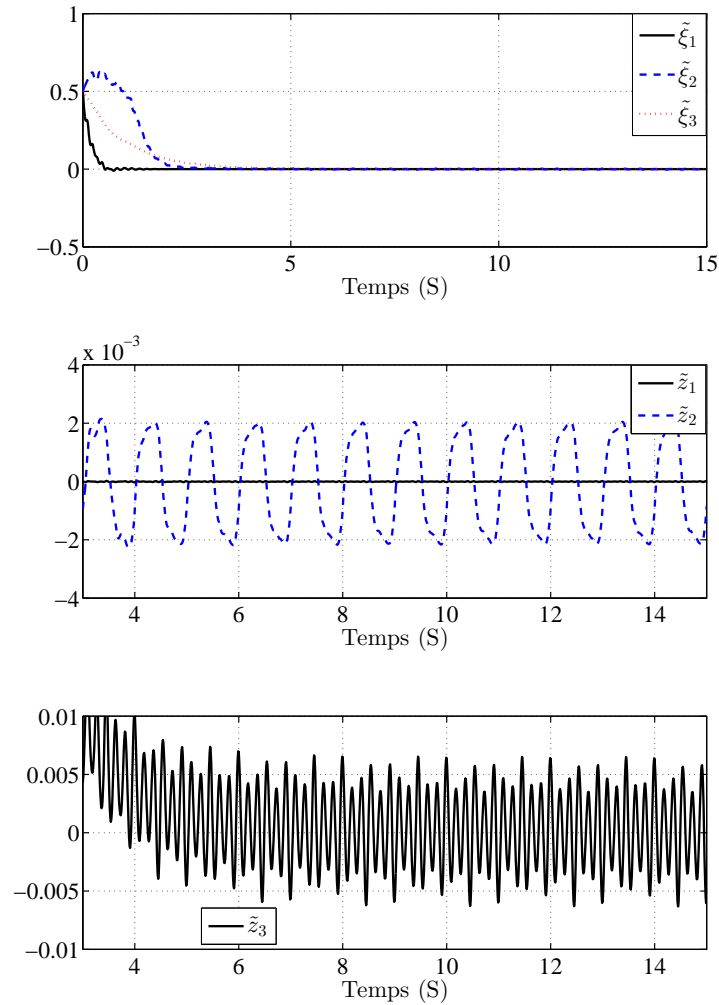 1
0.5
0
−0.5
0 5 10 15
Temps (S)
ξ̃₁
ξ̃₂
ξ̃₃
x 10⁻³
4
2
0
−2
−4
4 6 8 10 12 14
Temps (S)
z̃₁
z̃₂
0.01
0.005
0
−0.005
−0.01
4 6 8 10 12 14
Temps (S)
z̃₃